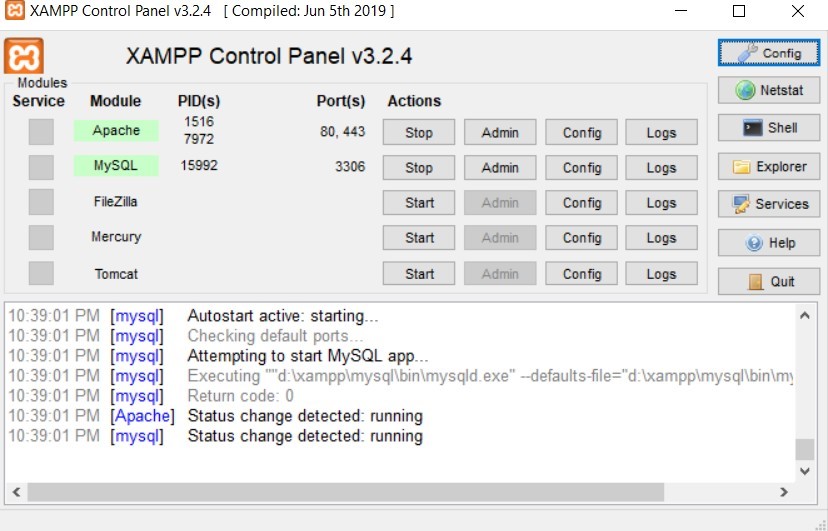 XAMPP Control Panel v3.2.4 [ Compiled: Jun 5th 2019 ]
XAMPP Control Panel v3.2.4
Config
Modules
Service Module PID(s) Port(s) Actions
Netstat
Apache 1516 7972 80, 443 Stop Admin Config Logs
Shell
MySQL 15992 3306 Stop Admin Config Logs
Explorer
FileZilla Start Admin Config Logs
Services
Mercury Start Admin Config Logs
Help
Tomcat Start Admin Config Logs
Quit
10:39:01 PM [mysql] Autostart active: starting...
10:39:01 PM [mysql] Checking default ports...
10:39:01 PM [mysql] Attempting to start MySQL app...
10:39:01 PM [mysql] Executing ""d:\xampp\mysql\bin\mysqld.exe" --defaults-file="d:\xampp\mysql\bin\my
10:39:01 PM [mysql] Return code: 0
10:39:01 PM [Apache] Status change detected: running
10:39:01 PM [mysql] Status change detected: running